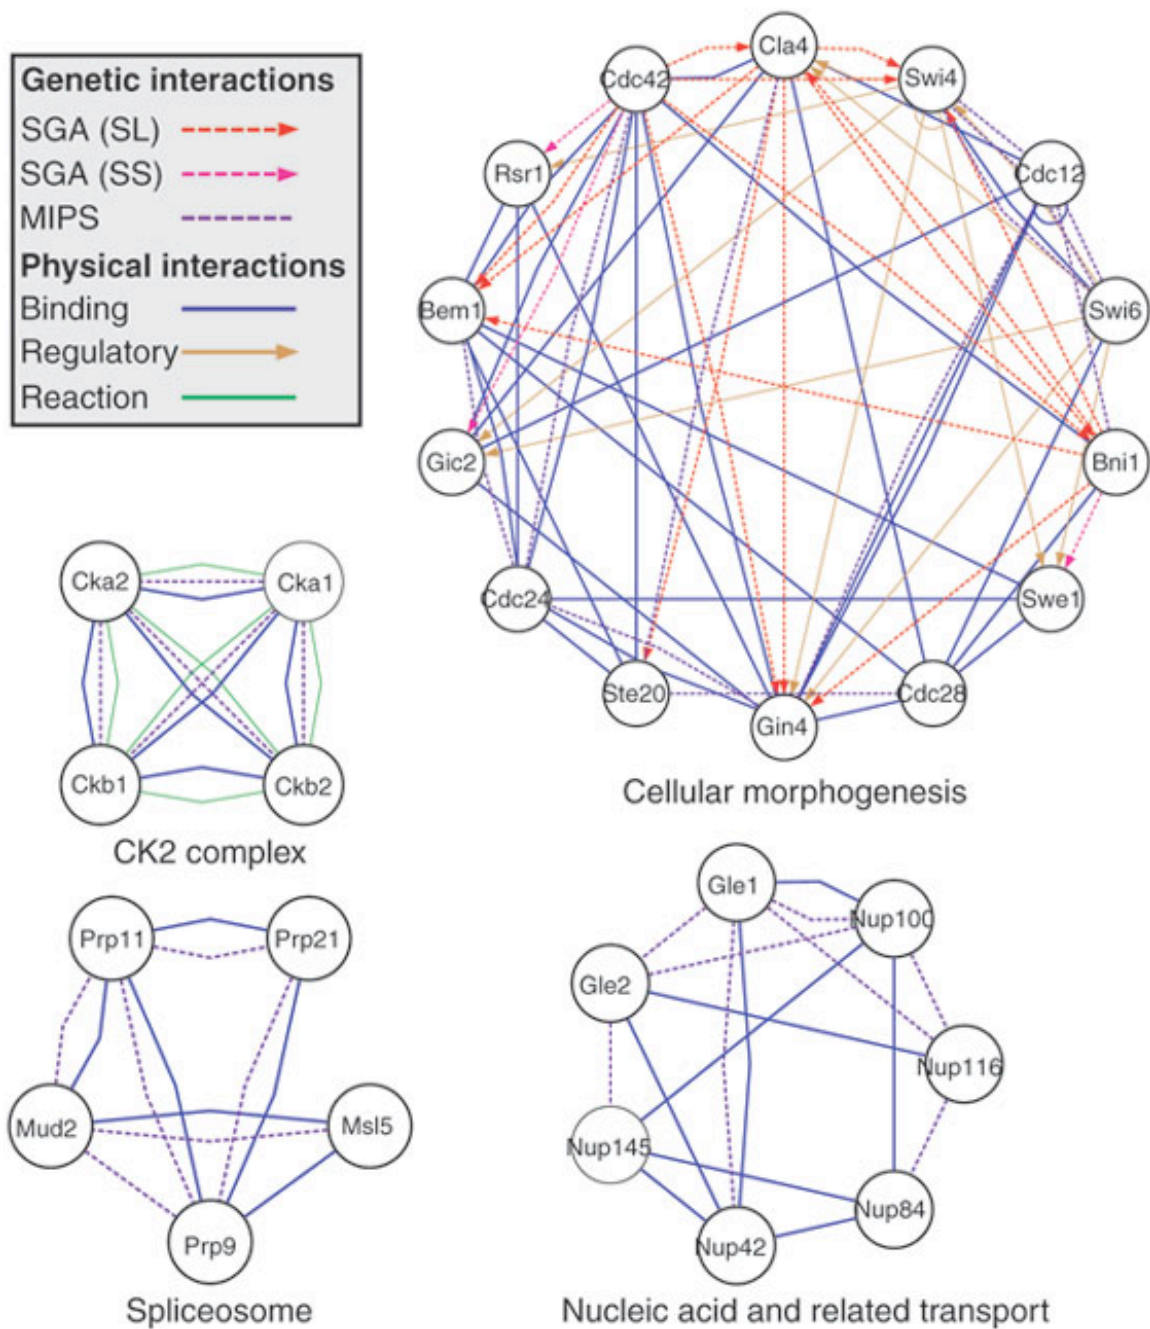 Genetic interactions
SGA (SL)
SGA (SS)
MIPS
Physical interactions
Binding
Regulatory
Reaction
Cla4
Cdc42
Swi4
Rsr1
Cdc12
Bem1
Swi6
Gic2
Bni1
Cdc24
Swe1
Ste20
Cdc28
Gin4
Cellular morphogenesis
Cka2
Cka1
Ckb1
Ckb2
CK2 complex
Prp11
Prp21
Mud2
Msl5
Prp9
Spliceosome
Gle1
Nup100
Gle2
Nup116
Nup145
Nup84
Nup42
Nucleic acid and related transport